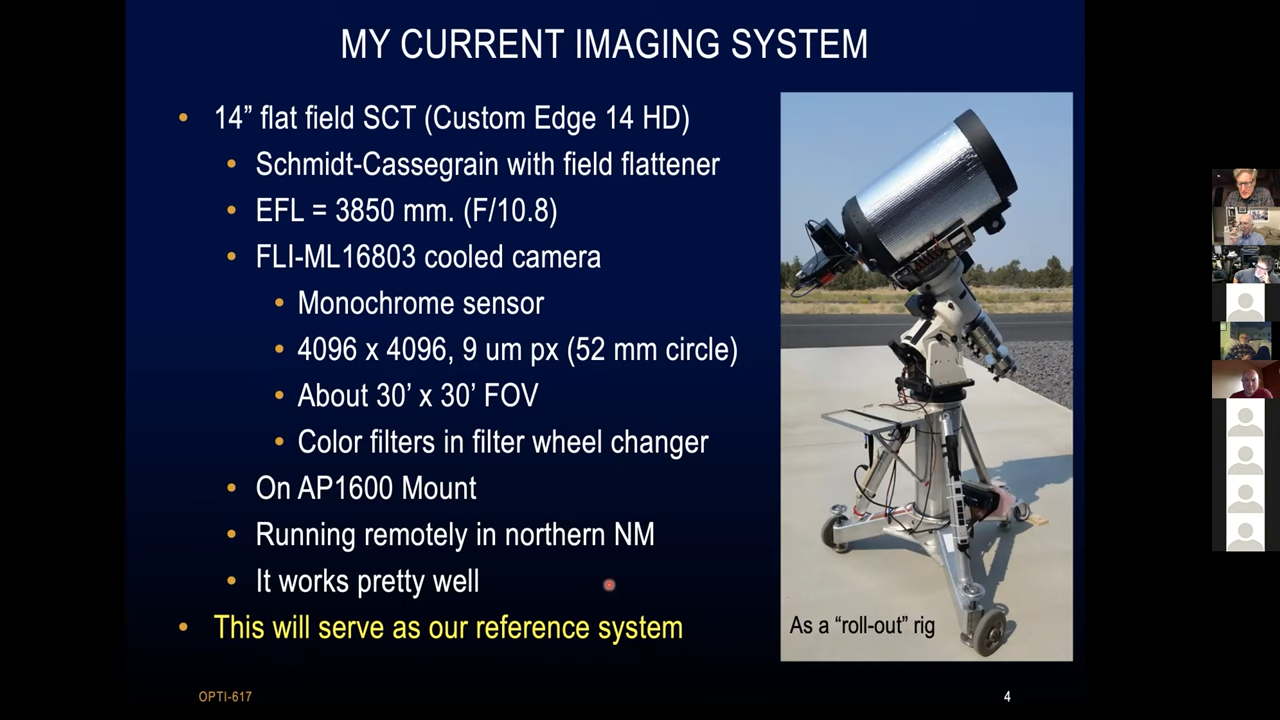 MY CURRENT IMAGING SYSTEM
• 14” flat field SCT (Custom Edge 14 HD)
• Schmidt-Cassegrain with field flattener
• EFL = 3850 mm. (F/10.8)
• FLI-ML16803 cooled camera
• Monochrome sensor
• 4096 x 4096, 9 um px (52 mm circle)
• About 30’ x 30’ FOV
• Color filters in filter wheel changer
• On AP1600 Mount
• Running remotely in northern NM
• It works pretty well
• This will serve as our reference system
As a “roll-out” rig
OPTI-617
4